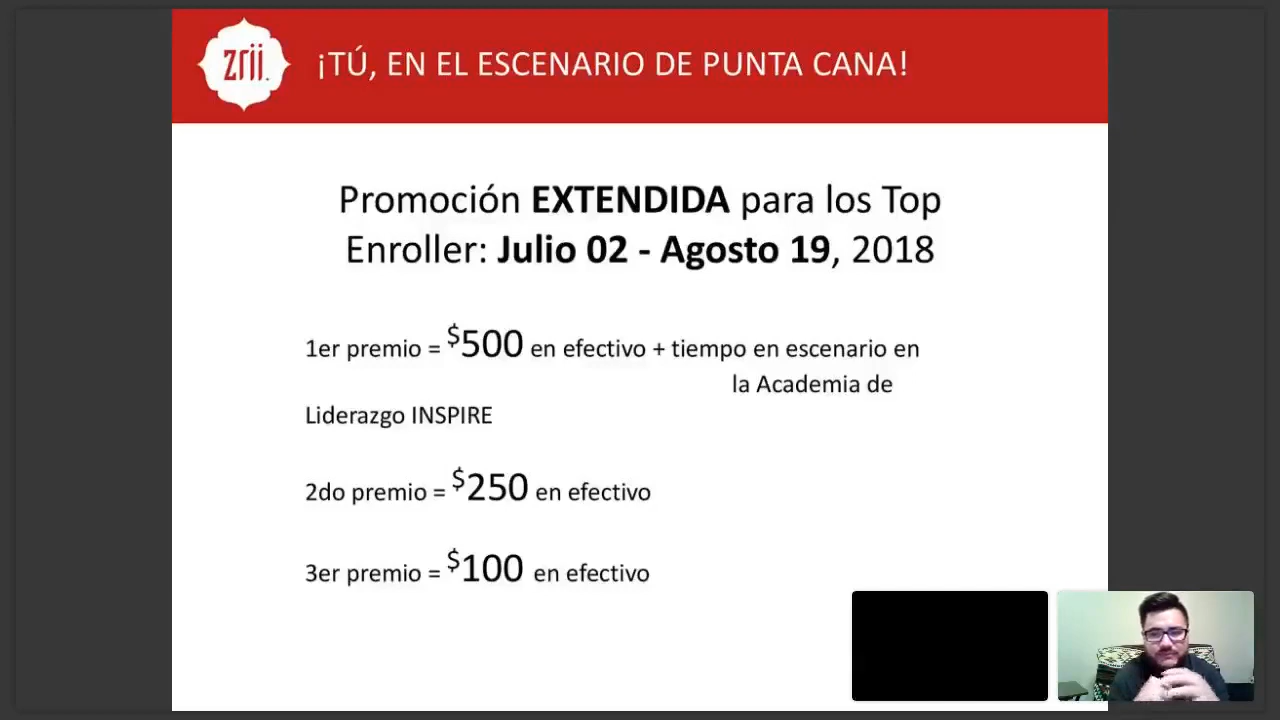 zrii.
¡TÚ, EN EL ESCENARIO DE PUNTA CANA!
Promoción EXTENDIDA para los Top
Enroller: Julio 02 - Agosto 19, 2018
1er premio = $500 en efectivo + tiempo en escenario en
la Academia de
Liderazgo INSPIRE
2do premio = $250 en efectivo
3er premio = $100 en efectivo